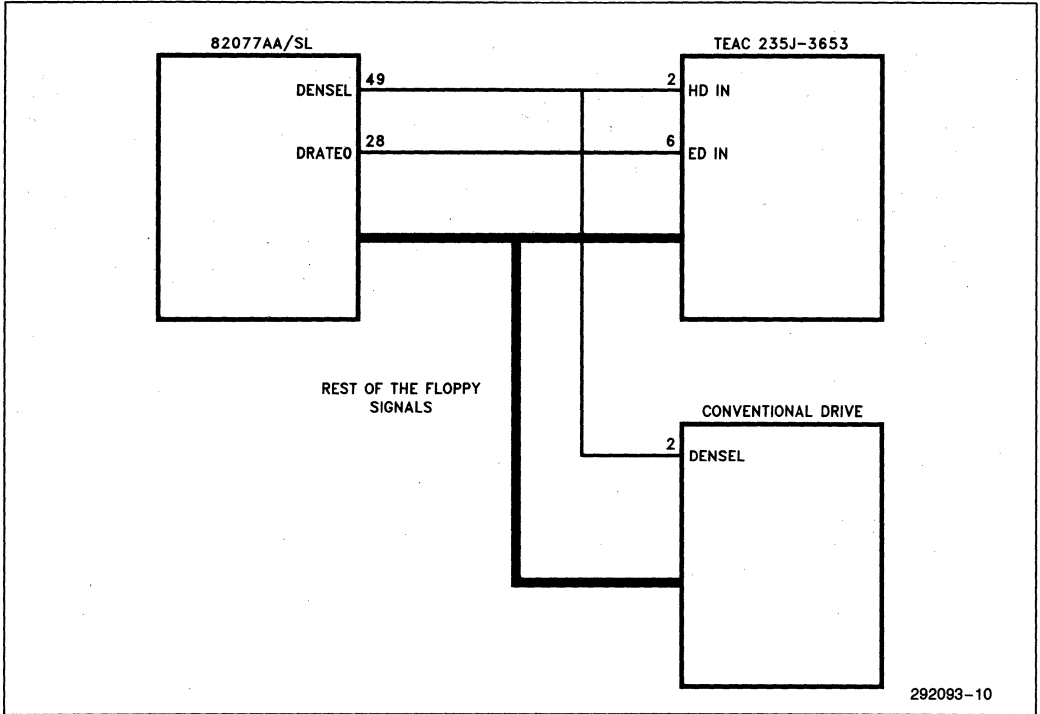 82077AA/SL
TEAC 235J-3653
DENSEL 49
2 HD IN
DRATE0 28
6 ED IN
REST OF THE FLOPPY
SIGNALS
CONVENTIONAL DRIVE
2 DENSEL
292093-10